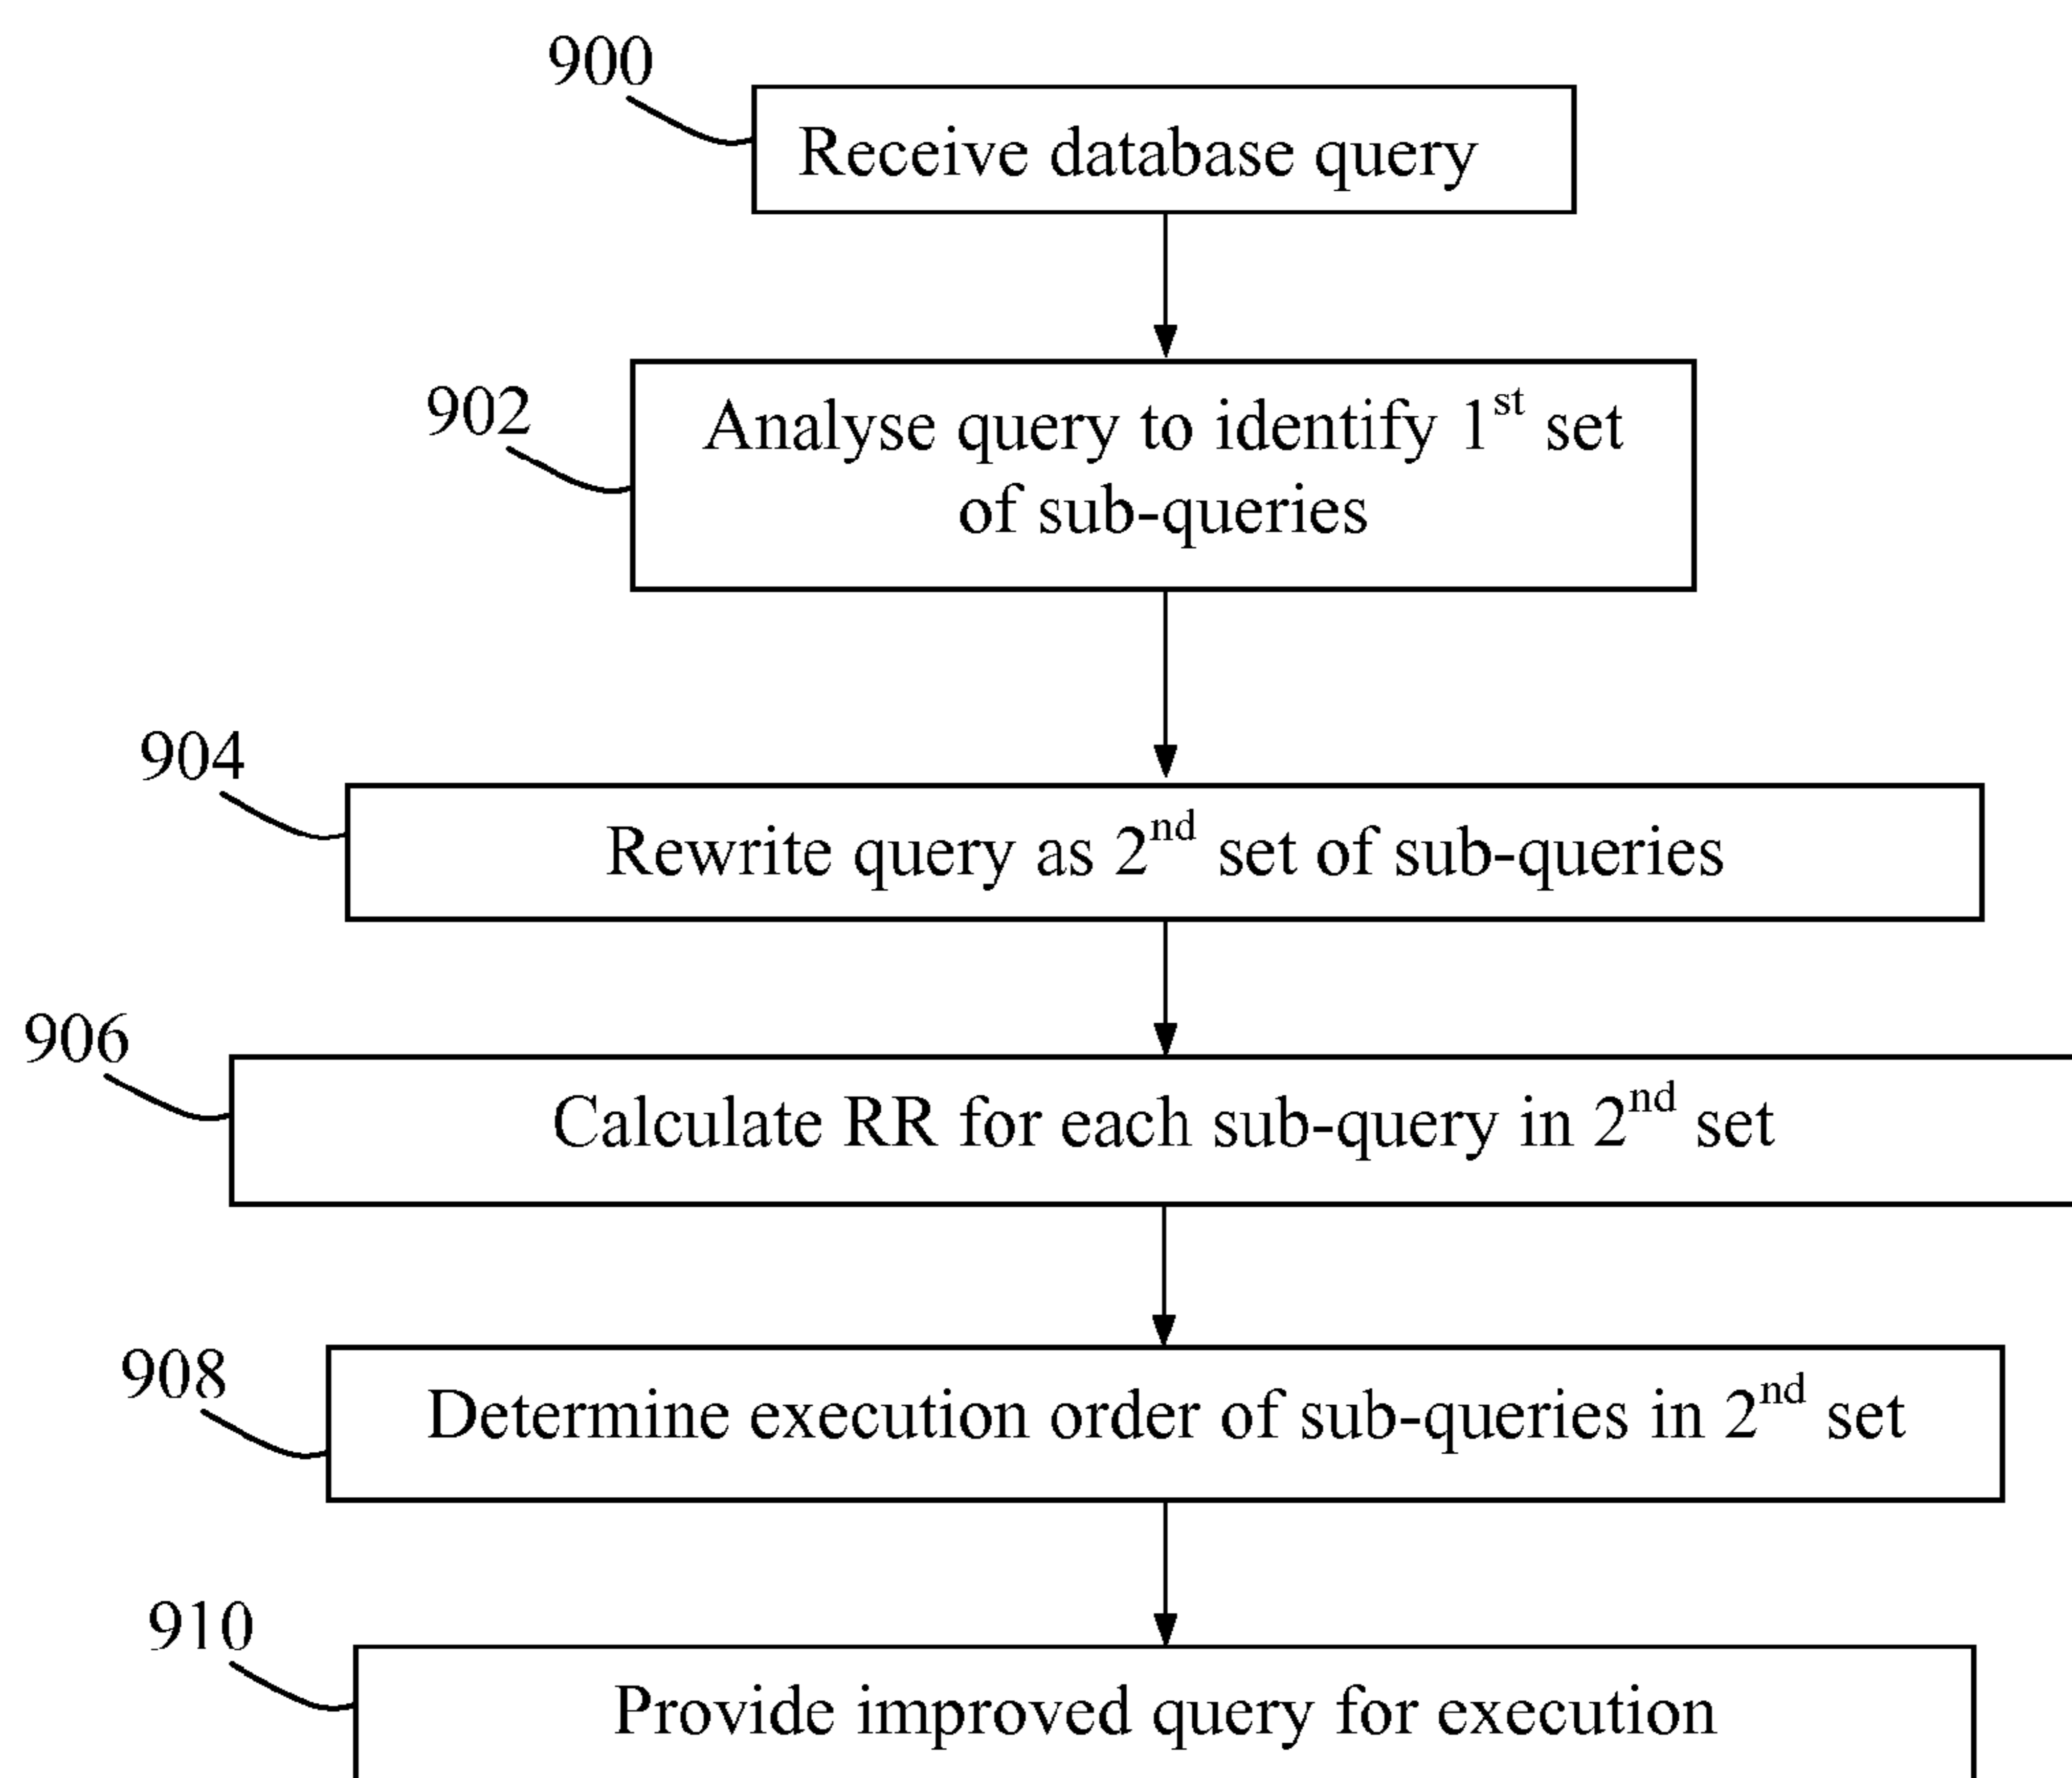 900
Receive database query
902
Analyse query to identify 1st set
of sub-queries
904
Rewrite query as 2nd set of sub-queries
906
Calculate RR for each sub-query in 2nd set
908
Determine execution order of sub-queries in 2nd set
910
Provide improved query for execution